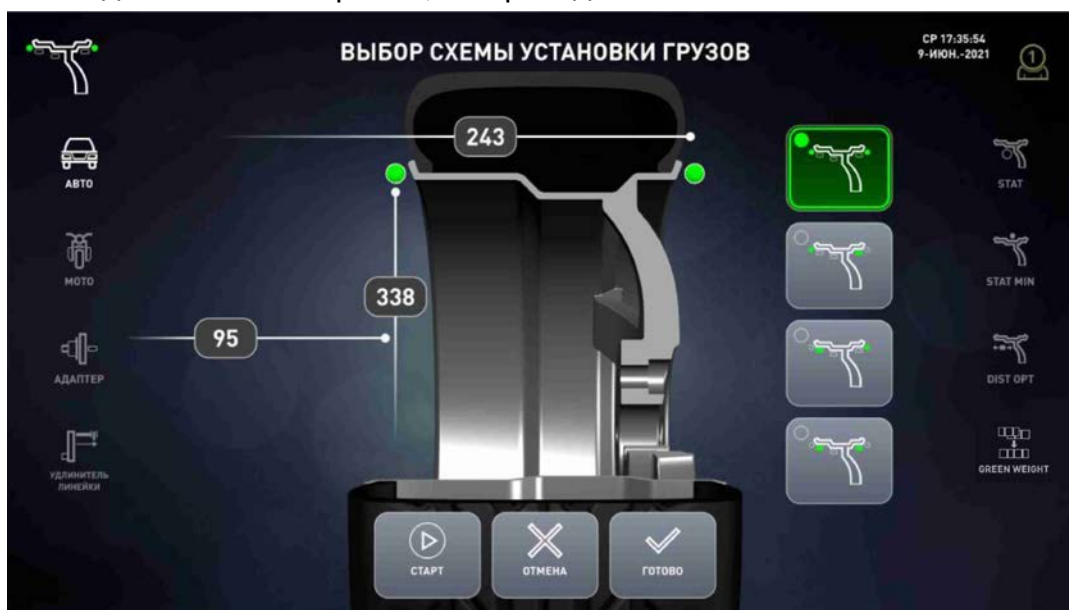 ВЫБОР СХЕМЫ УСТАНОВКИ ГРУЗОВ
СР 17:35:54
9-ИЮН.-2021
1
АВТО
МОТО
АДАПТЕР
УДЛИНИТЕЛЬ
ЛИНЕЙКИ
243
338
95
STAT
STAT MIN
DIST OPT
GREEN WEIGHT
СТАРТ
ОТМЕНА
ГОТОВО